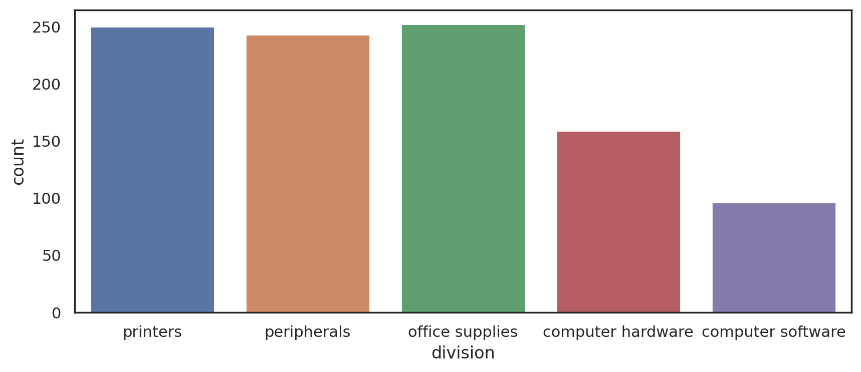 250
200
150
100
50
0
count
printers peripherals office supplies computer hardware computer software
division